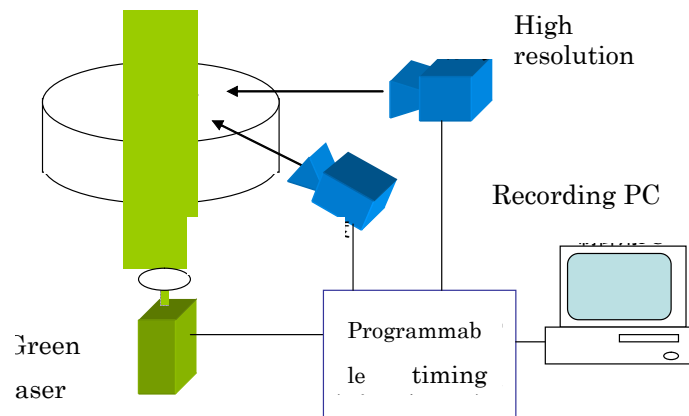 High
resolution
Recording PC
Programmab
le timing
Green
aser